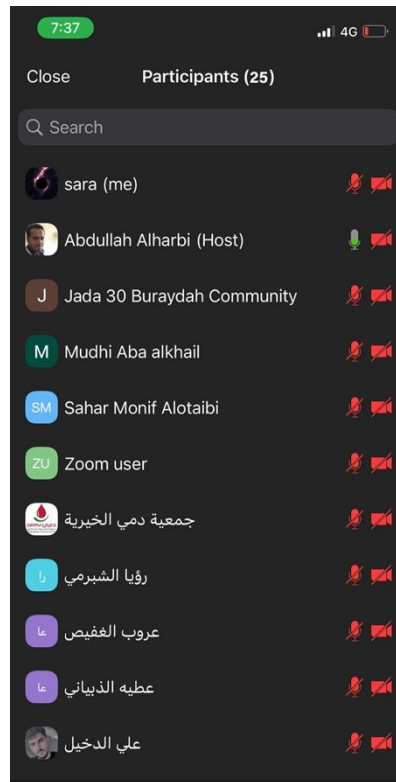 7:37
4G
Close Participants (25)
Search
sara (me)
Abdullah Alharbi (Host)
J Jada 30 Buraydah Community
M Mudhi Aba alkhail
SM Sahar Monif Alotaibi
ZU Zoom user
جمعية دمي الخيرية
را رؤيا الشبرمي
عا عروب الغفيص
عا عطيه الذبياني
علي الدخيل